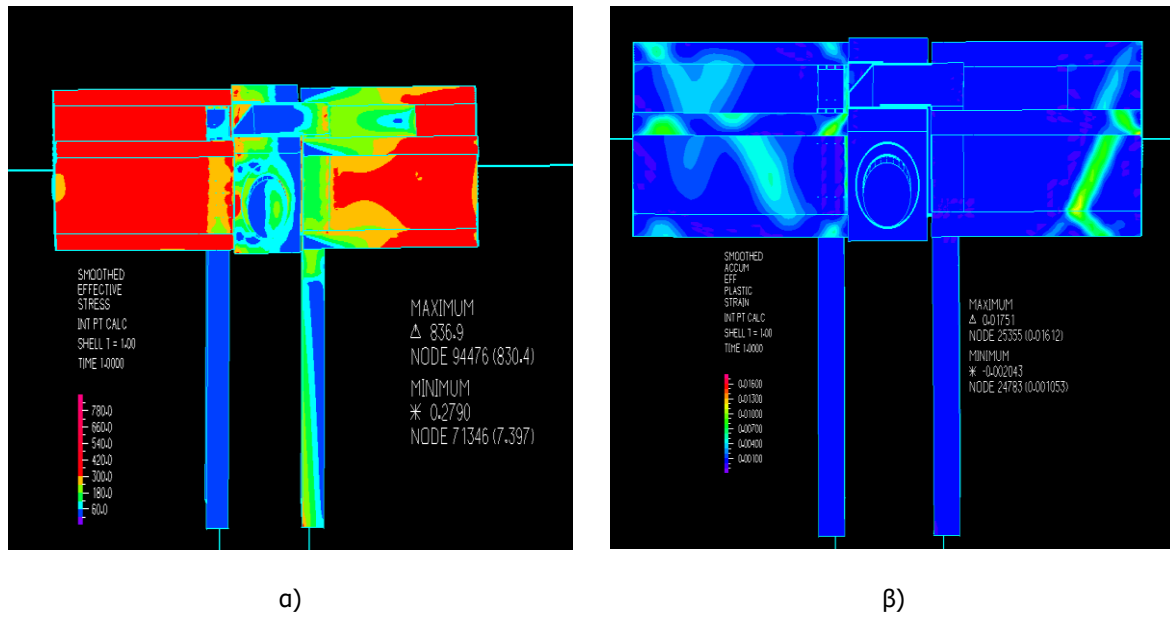 SMOOTHED
EFFECTIVE
STRESS
INT PT CALC
SHELL T = 1.00
TIME 1.0000
780.0
660.0
540.0
420.0
300.0
180.0
60.0
MAXIMUM
Δ 836.9
NODE 94476 (830.4)
MINIMUM
* 0.2790
NODE 71346 (7.397)
SMOOTHED
ACCUM
EFF
PLASTIC
STRAIN
INT PT CALC
SHELL T = 1.00
TIME 1.0000
0.01600
0.01300
0.01000
0.00700
0.00400
0.00100
MAXIMUM
Δ 0.01751
NODE 25355 (0.01612)
MINIMUM
* -0.002043
NODE 24783 (0.001053)
α)
β)